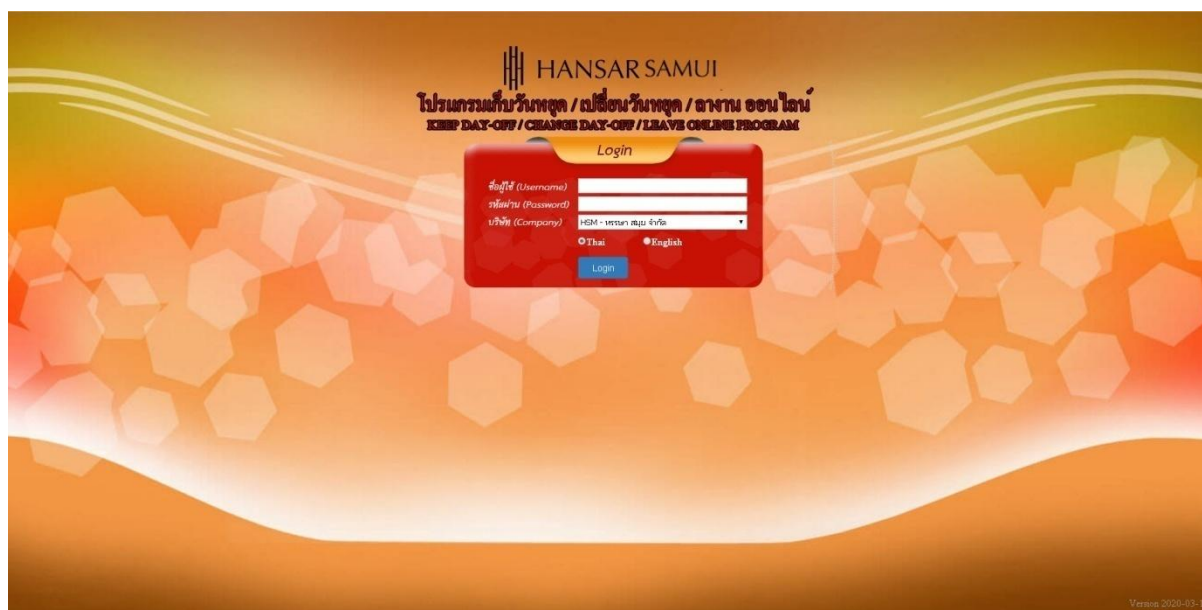 HANSAR SAMUI
โปรแกรมเก็บวันหยุด / เปลี่ยนวันหยุด / ลางาน ออนไลน์
KEEP DAY-OFF / CHANGE DAY-OFF / LEAVE ONLINE PROGRAM
Login
ชื่อผู้ใช้ (Username)
รหัสผ่าน (Password)
บริษัท (Company) HSM - หรรษา สมุย จำกัด
Thai English
Login
Version 2020-03-